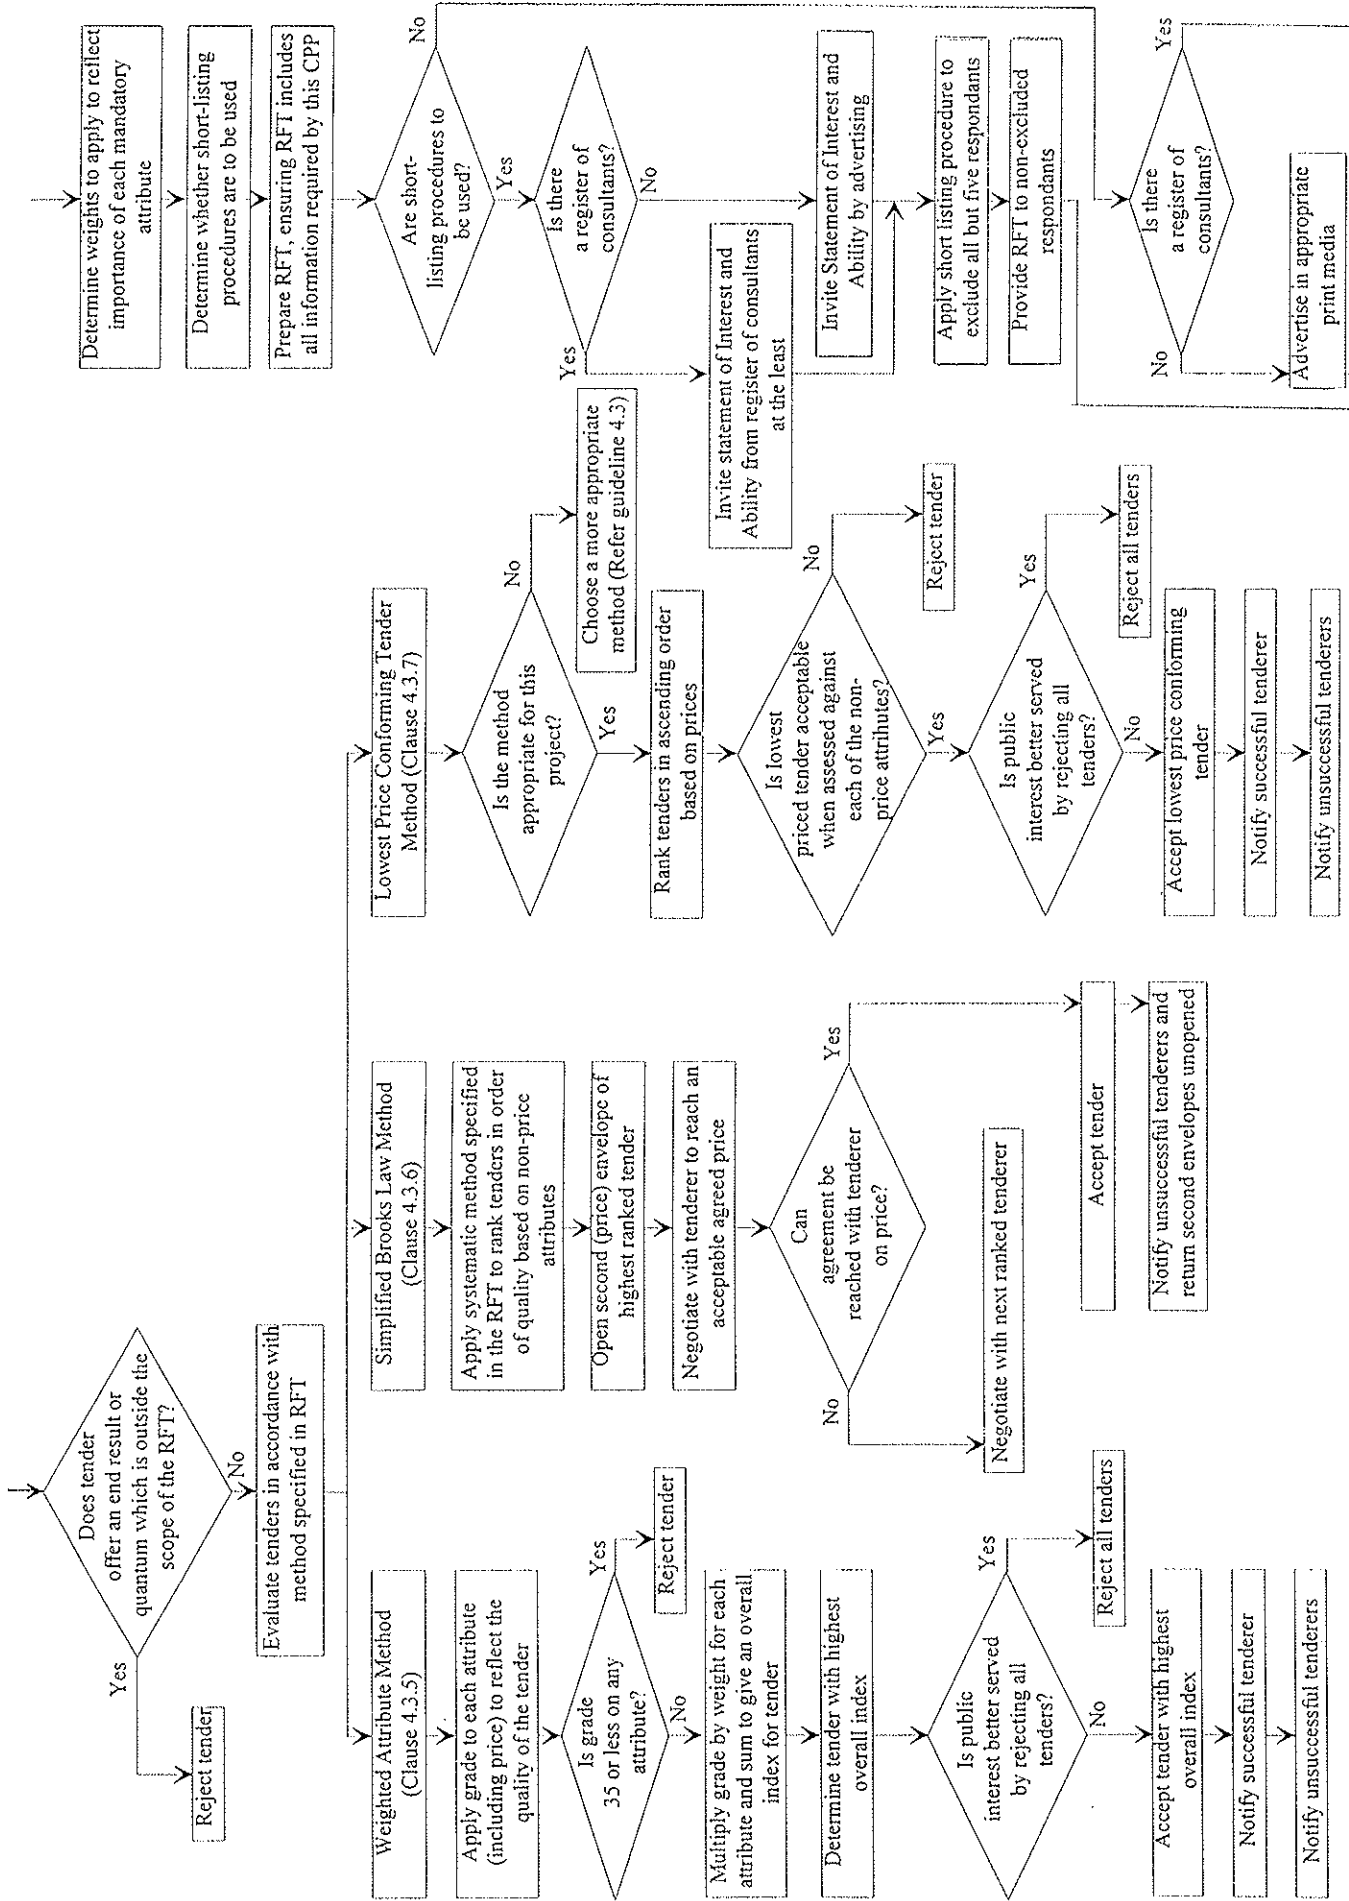 Does tender
offer an end result or
quantum which is outside the
scope of the RFT?
Yes
No
Reject tender
Evaluate tenders in accordance with
method specified in RFT
Weighted Attribute Method
(Clause 4.3.5)
Apply grade to each attribute
(including price) to reflect the
quality of the tender
Is grade
35 or less on any
attribute?
Yes
No
Reject tender
Multiply grade by weight for each
attribute and sum to give an overall
index for tender
Determine tender with highest
overall index
Is public
interest better served
by rejecting all
tenders?
Yes
No
Reject all tenders
Accept tender with highest
overall index
Notify successful tenderer
Notify unsuccessful tenderers
Simplified Brooks Law Method
(Clause 4.3.6)
Apply systematic method specified
in the RFT to rank tenders in order
of quality based on non-price
attributes
Open second (price) envelope of
highest ranked tender
Negotiate with tenderer to reach an
acceptable agreed price
Can
agreement be
reached with tenderer
on price?
No
Yes
Negotiate with next ranked tenderer
Accept tender
Notify unsuccessful tenderers and
return second envelopes unopened
Lowest Price Conforming Tender
Method (Clause 4.3.7)
Is the method
appropriate for this
project?
No
Yes
Choose a more appropriate
method (Refer guideline 4.3)
Rank tenders in ascending order
based on prices
Is lowest
priced tender acceptable
when assessed against
each of the non-
price attributes?
No
Yes
Reject tender
Is public
interest better served
by rejecting all
tenders?
Yes
No
Reject all tenders
Accept lowest price conforming
tender
Notify successful tenderer
Notify unsuccessful tenderers
Determine weights to apply to reflect
importance of each mandatory
attribute
Determine whether short-listing
procedures are to be used
Prepare RFT, ensuring RFT includes
all information required by this CPP
Are short-
listing procedures to
be used?
No
Yes
Is there
a register of
consultants?
Yes
No
Invite statement of Interest and
Ability from register of consultants
at the least
Invite Statement of Interest and
Ability by advertising
Apply short listing procedure to
exclude all but five respondants
Provide RFT to non-excluded
respondants
Is there
a register of
consultants?
No
Yes
Advertise in appropriate
print media